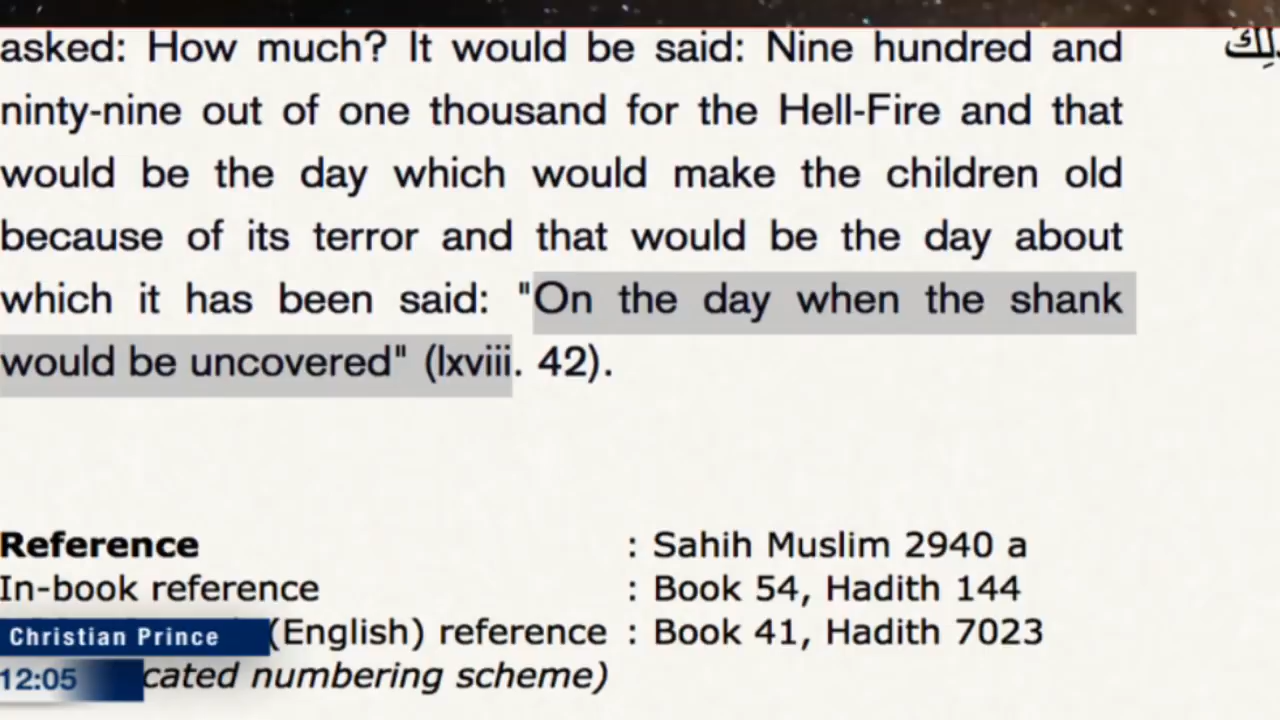 asked: How much? It would be said: Nine hundred and
ninty-nine out of one thousand for the Hell-Fire and that
would be the day which would make the children old
because of its terror and that would be the day about
which it has been said: "On the day when the shank
would be uncovered" (lxviii. 42).
Reference : Sahih Muslim 2940 a
In-book reference : Book 54, Hadith 144
(English) reference : Book 41, Hadith 7023
cated numbering scheme)
Christian Prince
12:05